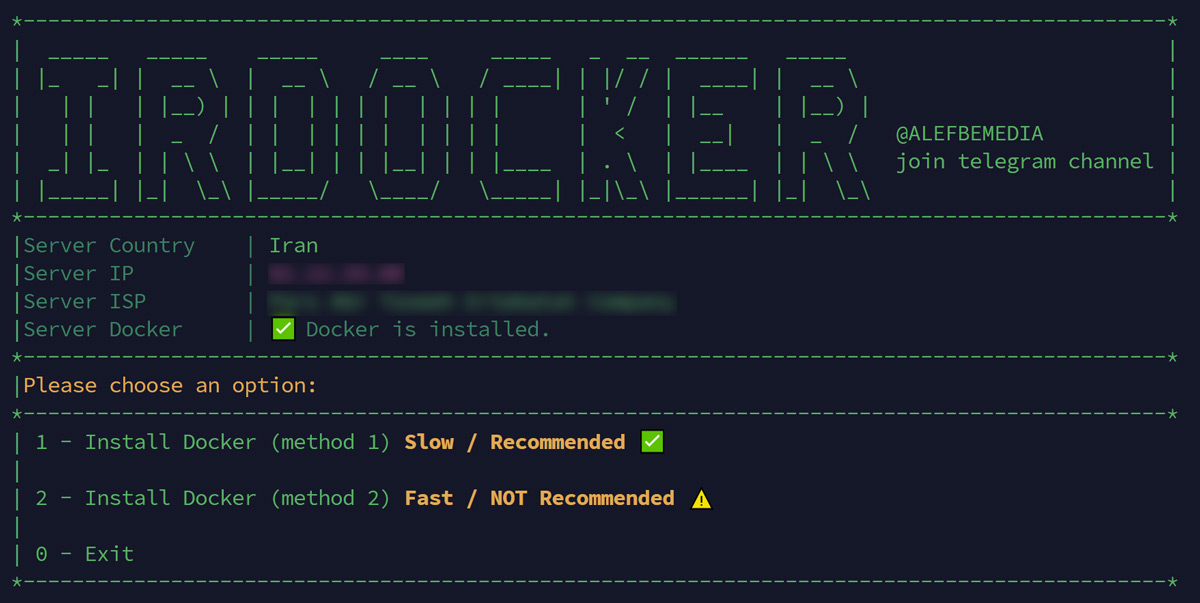 IRDOCKER
@ALEFBEMEDIA
join telegram channel
Server Country | Iran
Server IP |
Server ISP |
Server Docker | ✅ Docker is installed.
Please choose an option:
1 - Install Docker (method 1) Slow / Recommended ✅
2 - Install Docker (method 2) Fast / NOT Recommended ⚠️
0 - Exit